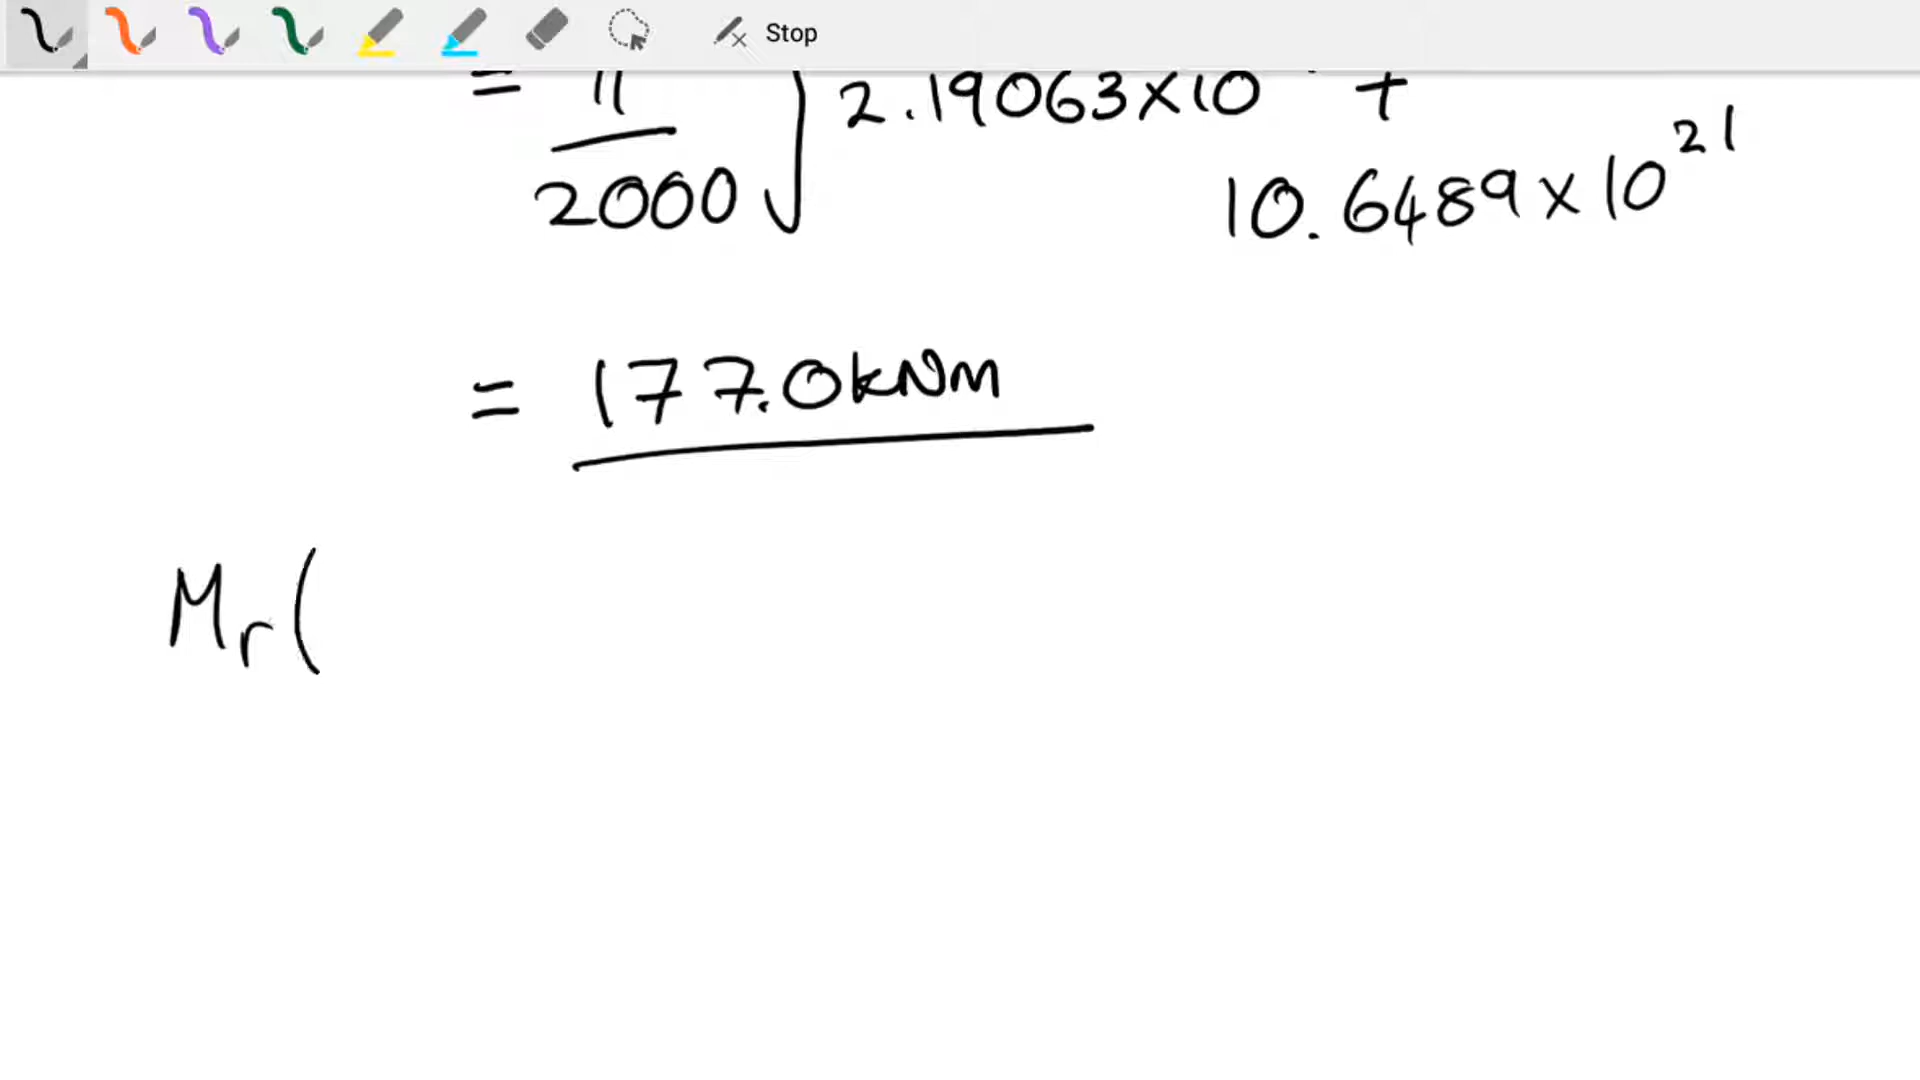 Stop
= π √ 2.19063×10 +
2000 10.6489×10²¹
= 177.0kNm
Mr(